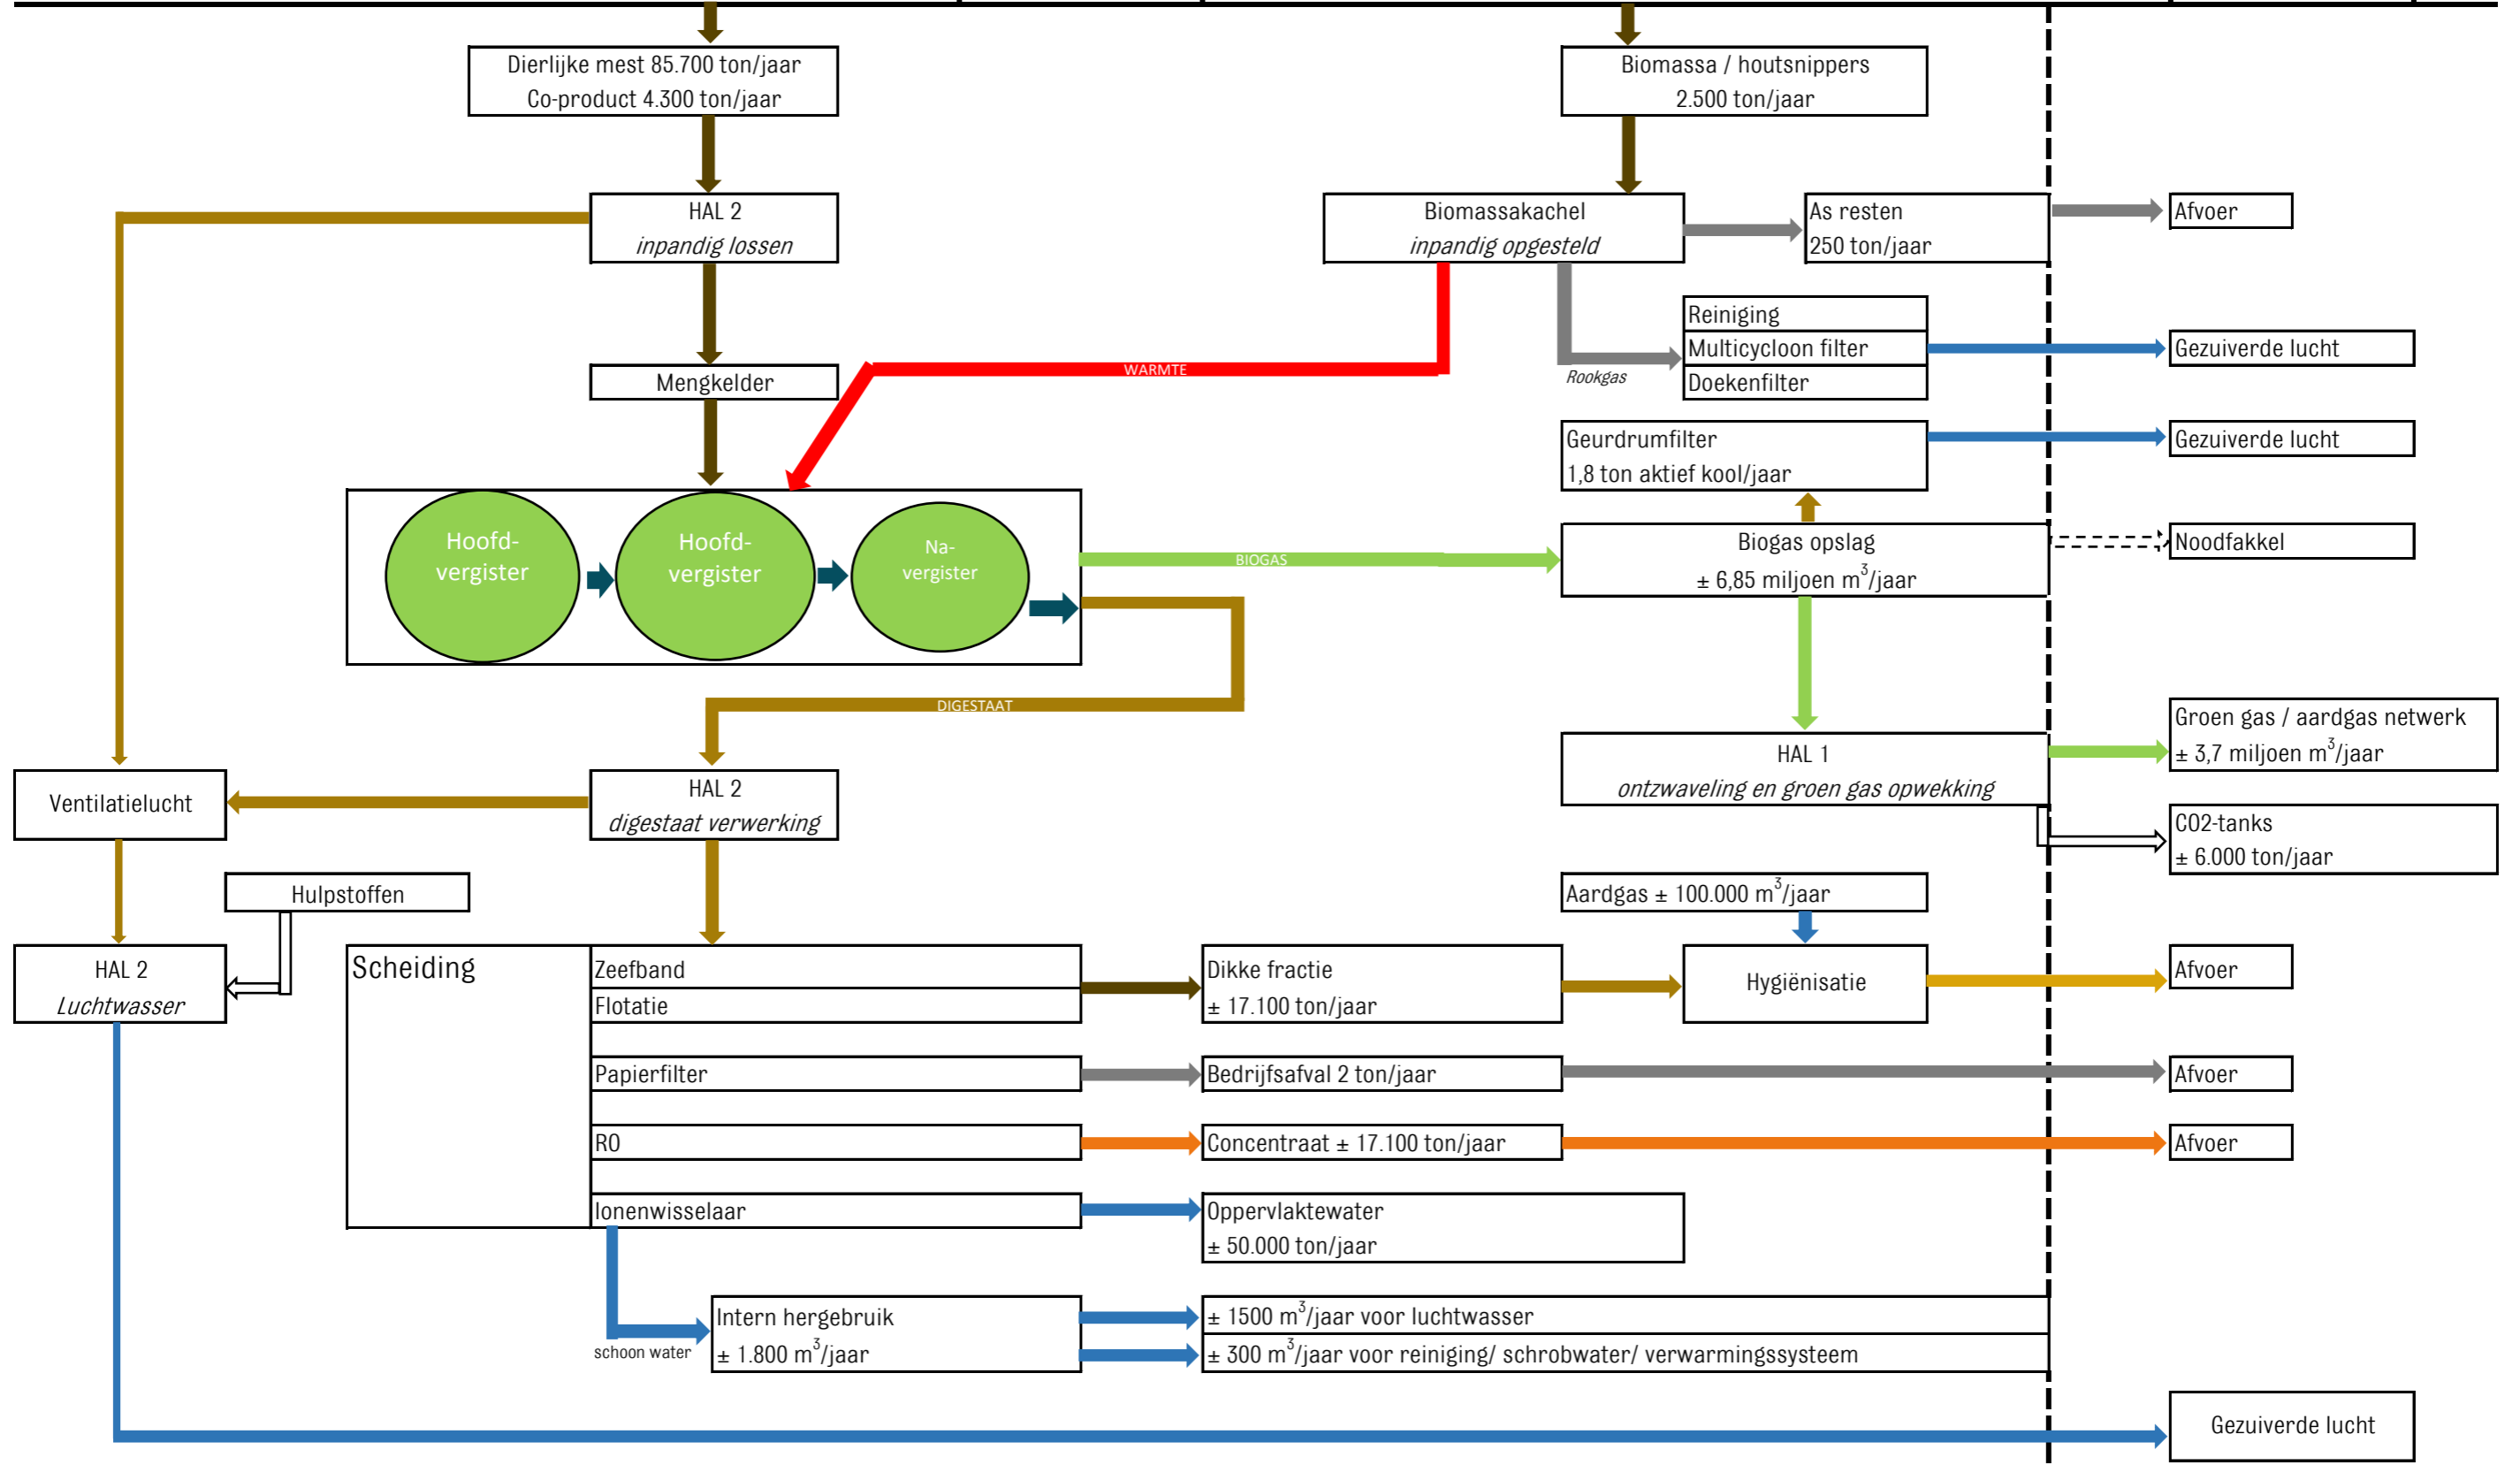 Dierlijke mest 85.700 ton/jaar
Co-product 4.300 ton/jaar
Biomassa / houtsnippers
2.500 ton/jaar
HAL 2
inpandig lossen
Biomassakachel
inpandig opgesteld
As resten
250 ton/jaar
Afvoer
Reiniging
Multicycloon filter
Doekenfilter
Rookgas
Gezuiverde lucht
WARMTE
Mengkelder
Geurdrumfilter
1,8 ton aktief kool/jaar
Gezuiverde lucht
Hoofd-
vergister
Hoofd-
vergister
Na-
vergister
BIOGAS
Biogas opslag
± 6,85 miljoen m³/jaar
Noodfakkel
DIGESTAAT
HAL 1
ontzwaveling en groen gas opwekking
Groen gas / aardgas netwerk
± 3,7 miljoen m³/jaar
Ventilatielucht
HAL 2
digestaat verwerking
CO2-tanks
± 6.000 ton/jaar
Hulpstoffen
Aardgas ± 100.000 m³/jaar
HAL 2
Luchtwasser
Scheiding
Zeefband
Flotatie
Dikke fractie
± 17.100 ton/jaar
Hygiënisatie
Afvoer
Papierfilter
Bedrijfsafval 2 ton/jaar
Afvoer
RO
Concentraat ± 17.100 ton/jaar
Afvoer
Ionenwisselaar
Oppervlaktewater
± 50.000 ton/jaar
schoon water
Intern hergebruik
± 1.800 m³/jaar
± 1500 m³/jaar voor luchtwasser
± 300 m³/jaar voor reiniging/ schrobwater/ verwarmingssysteem
Gezuiverde lucht